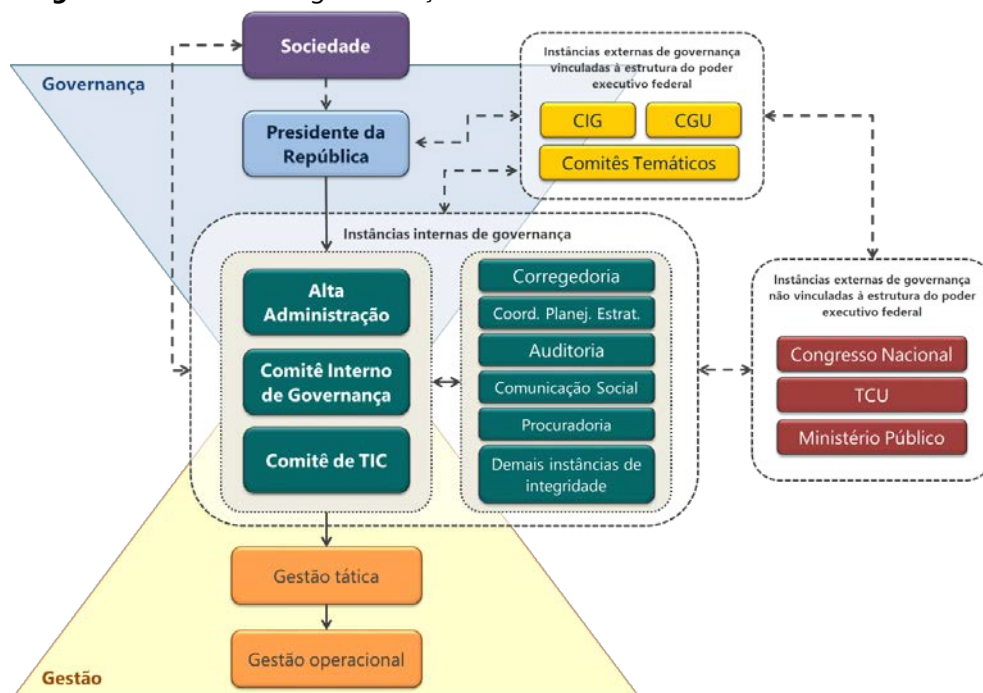 Sociedade
Governança
Instâncias externas de governança
vinculadas à estrutura do poder
executivo federal
CIG
CGU
Comitês Temáticos
Presidente da
República
Instâncias internas de governança
Alta
Administração
Comitê Interno
de Governança
Comitê de TIC
Corregedoria
Coord. Planej. Estrat.
Auditoria
Comunicação Social
Procuradoria
Demais instâncias de
integridade
Instâncias externas de governança
não vinculadas à estrutura do poder
executivo federal
Congresso Nacional
TCU
Ministério Público
Gestão tática
Gestão operacional
Gestão